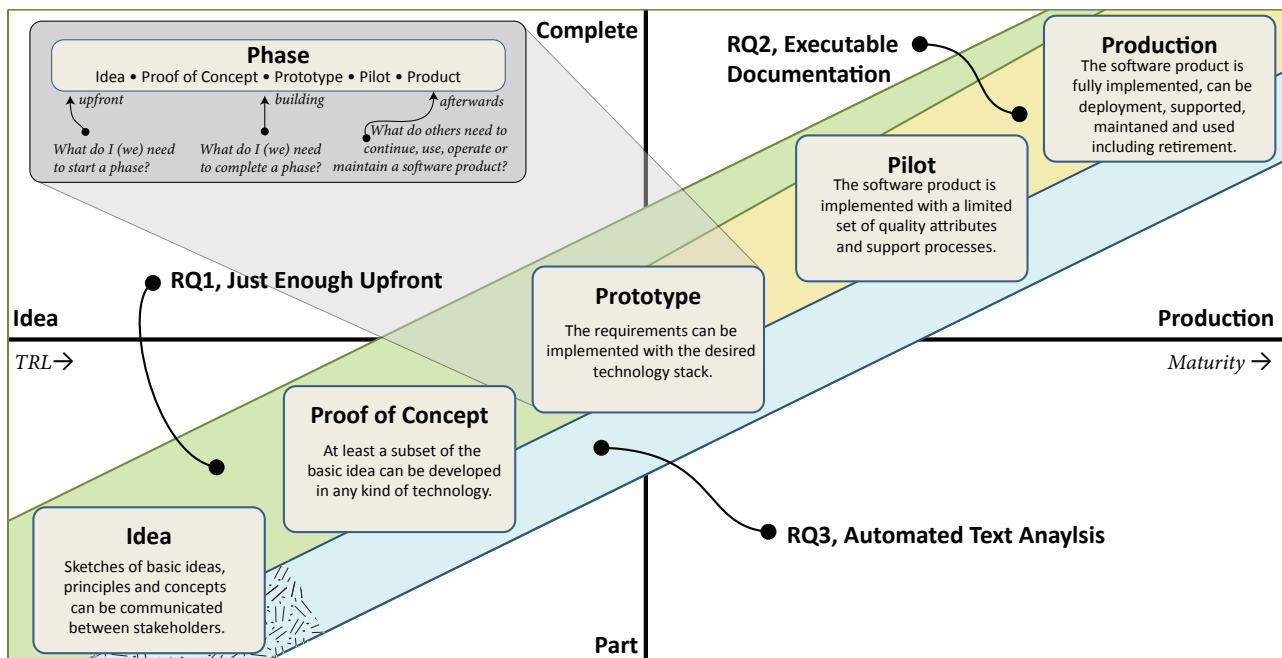 Complete
Phase
Idea • Proof of Concept • Prototype • Pilot • Product
upfront
building
afterwards
What do I (we) need
to start a phase?
What do I (we) need
to complete a phase?
What do others need to
continue, use, operate or
maintain a software product?
RQ2, Executable
Documentation
Production
The software product is
fully implemented, can be
deployment, supported,
maintaned and used
including retirement.
Pilot
The software product is
implemented with a limited
set of quality attributes
and support processes.
RQ1, Just Enough Upfront
Prototype
The requirements can be
implemented with the desired
technology stack.
Idea
Production
TRL→
Maturity →
Proof of Concept
At least a subset of the
basic idea can be developed
in any kind of technology.
Idea
Sketches of basic ideas,
principles and concepts
can be communicated
between stakeholders.
RQ3, Automated Text Anaylsis
Part